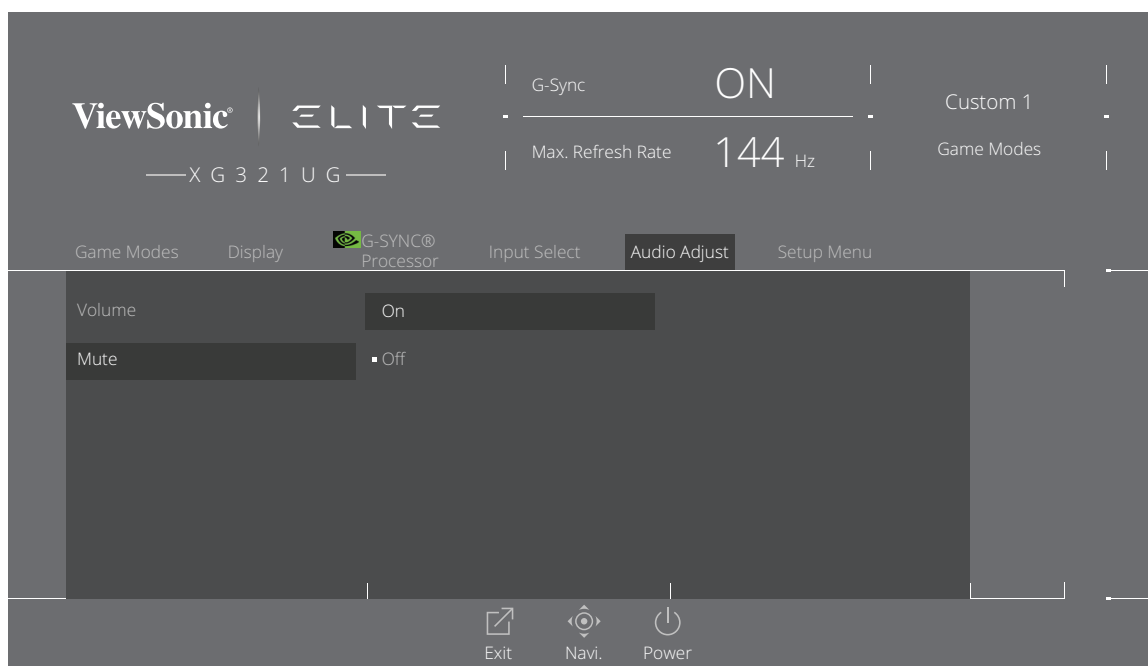 ViewSonic® ELITE
XG321UG
G-Sync ON
Max. Refresh Rate 144 Hz
Custom 1
Game Modes
Game Modes
Display
G-SYNC®
Processor
Input Select
Audio Adjust
Setup Menu
Volume
Mute
On
Off
Exit
Navi.
Power